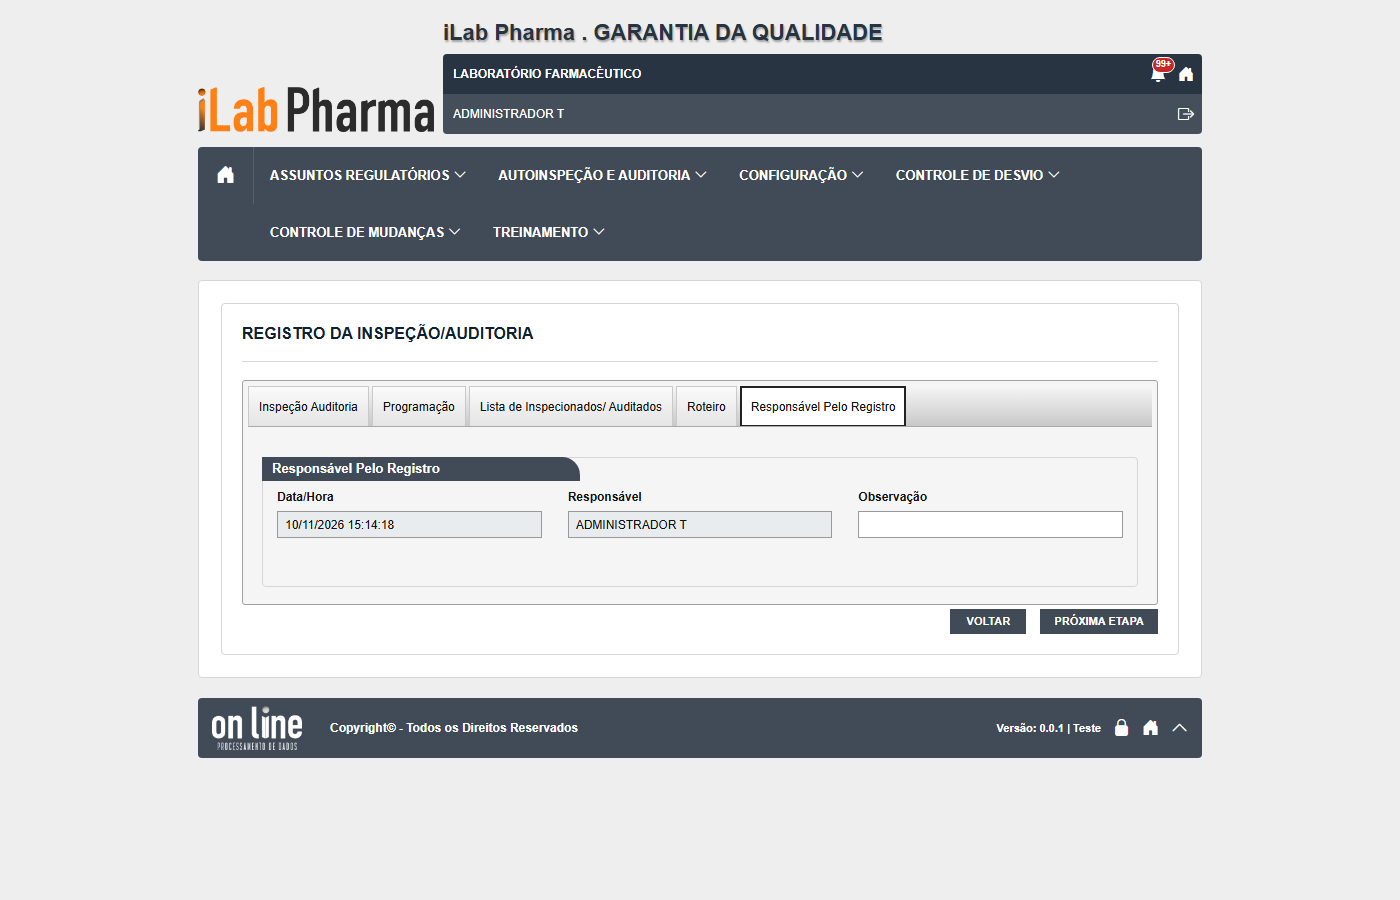 iLab Pharma . GARANTIA DA QUALIDADE
iLab Pharma
LABORATÓRIO FARMACÊUTICO
99+
ADMINISTRADOR T
ASSUNTOS REGULATÓRIOS
AUTOINSPEÇÃO E AUDITORIA
CONFIGURAÇÃO
CONTROLE DE DESVIO
CONTROLE DE MUDANÇAS
TREINAMENTO
REGISTRO DA INSPEÇÃO/AUDITORIA
Inspeção Auditoria
Programação
Lista de Inspecionados/ Auditados
Roteiro
Responsável Pelo Registro
Responsável Pelo Registro
Data/Hora
Responsável
Observação
10/11/2026 15:14:18
ADMINISTRADOR T
VOLTAR
PRÓXIMA ETAPA
on line
PROCESSAMENTO DE DADOS
Copyright© - Todos os Direitos Reservados
Versão: 0.0.1 | Teste